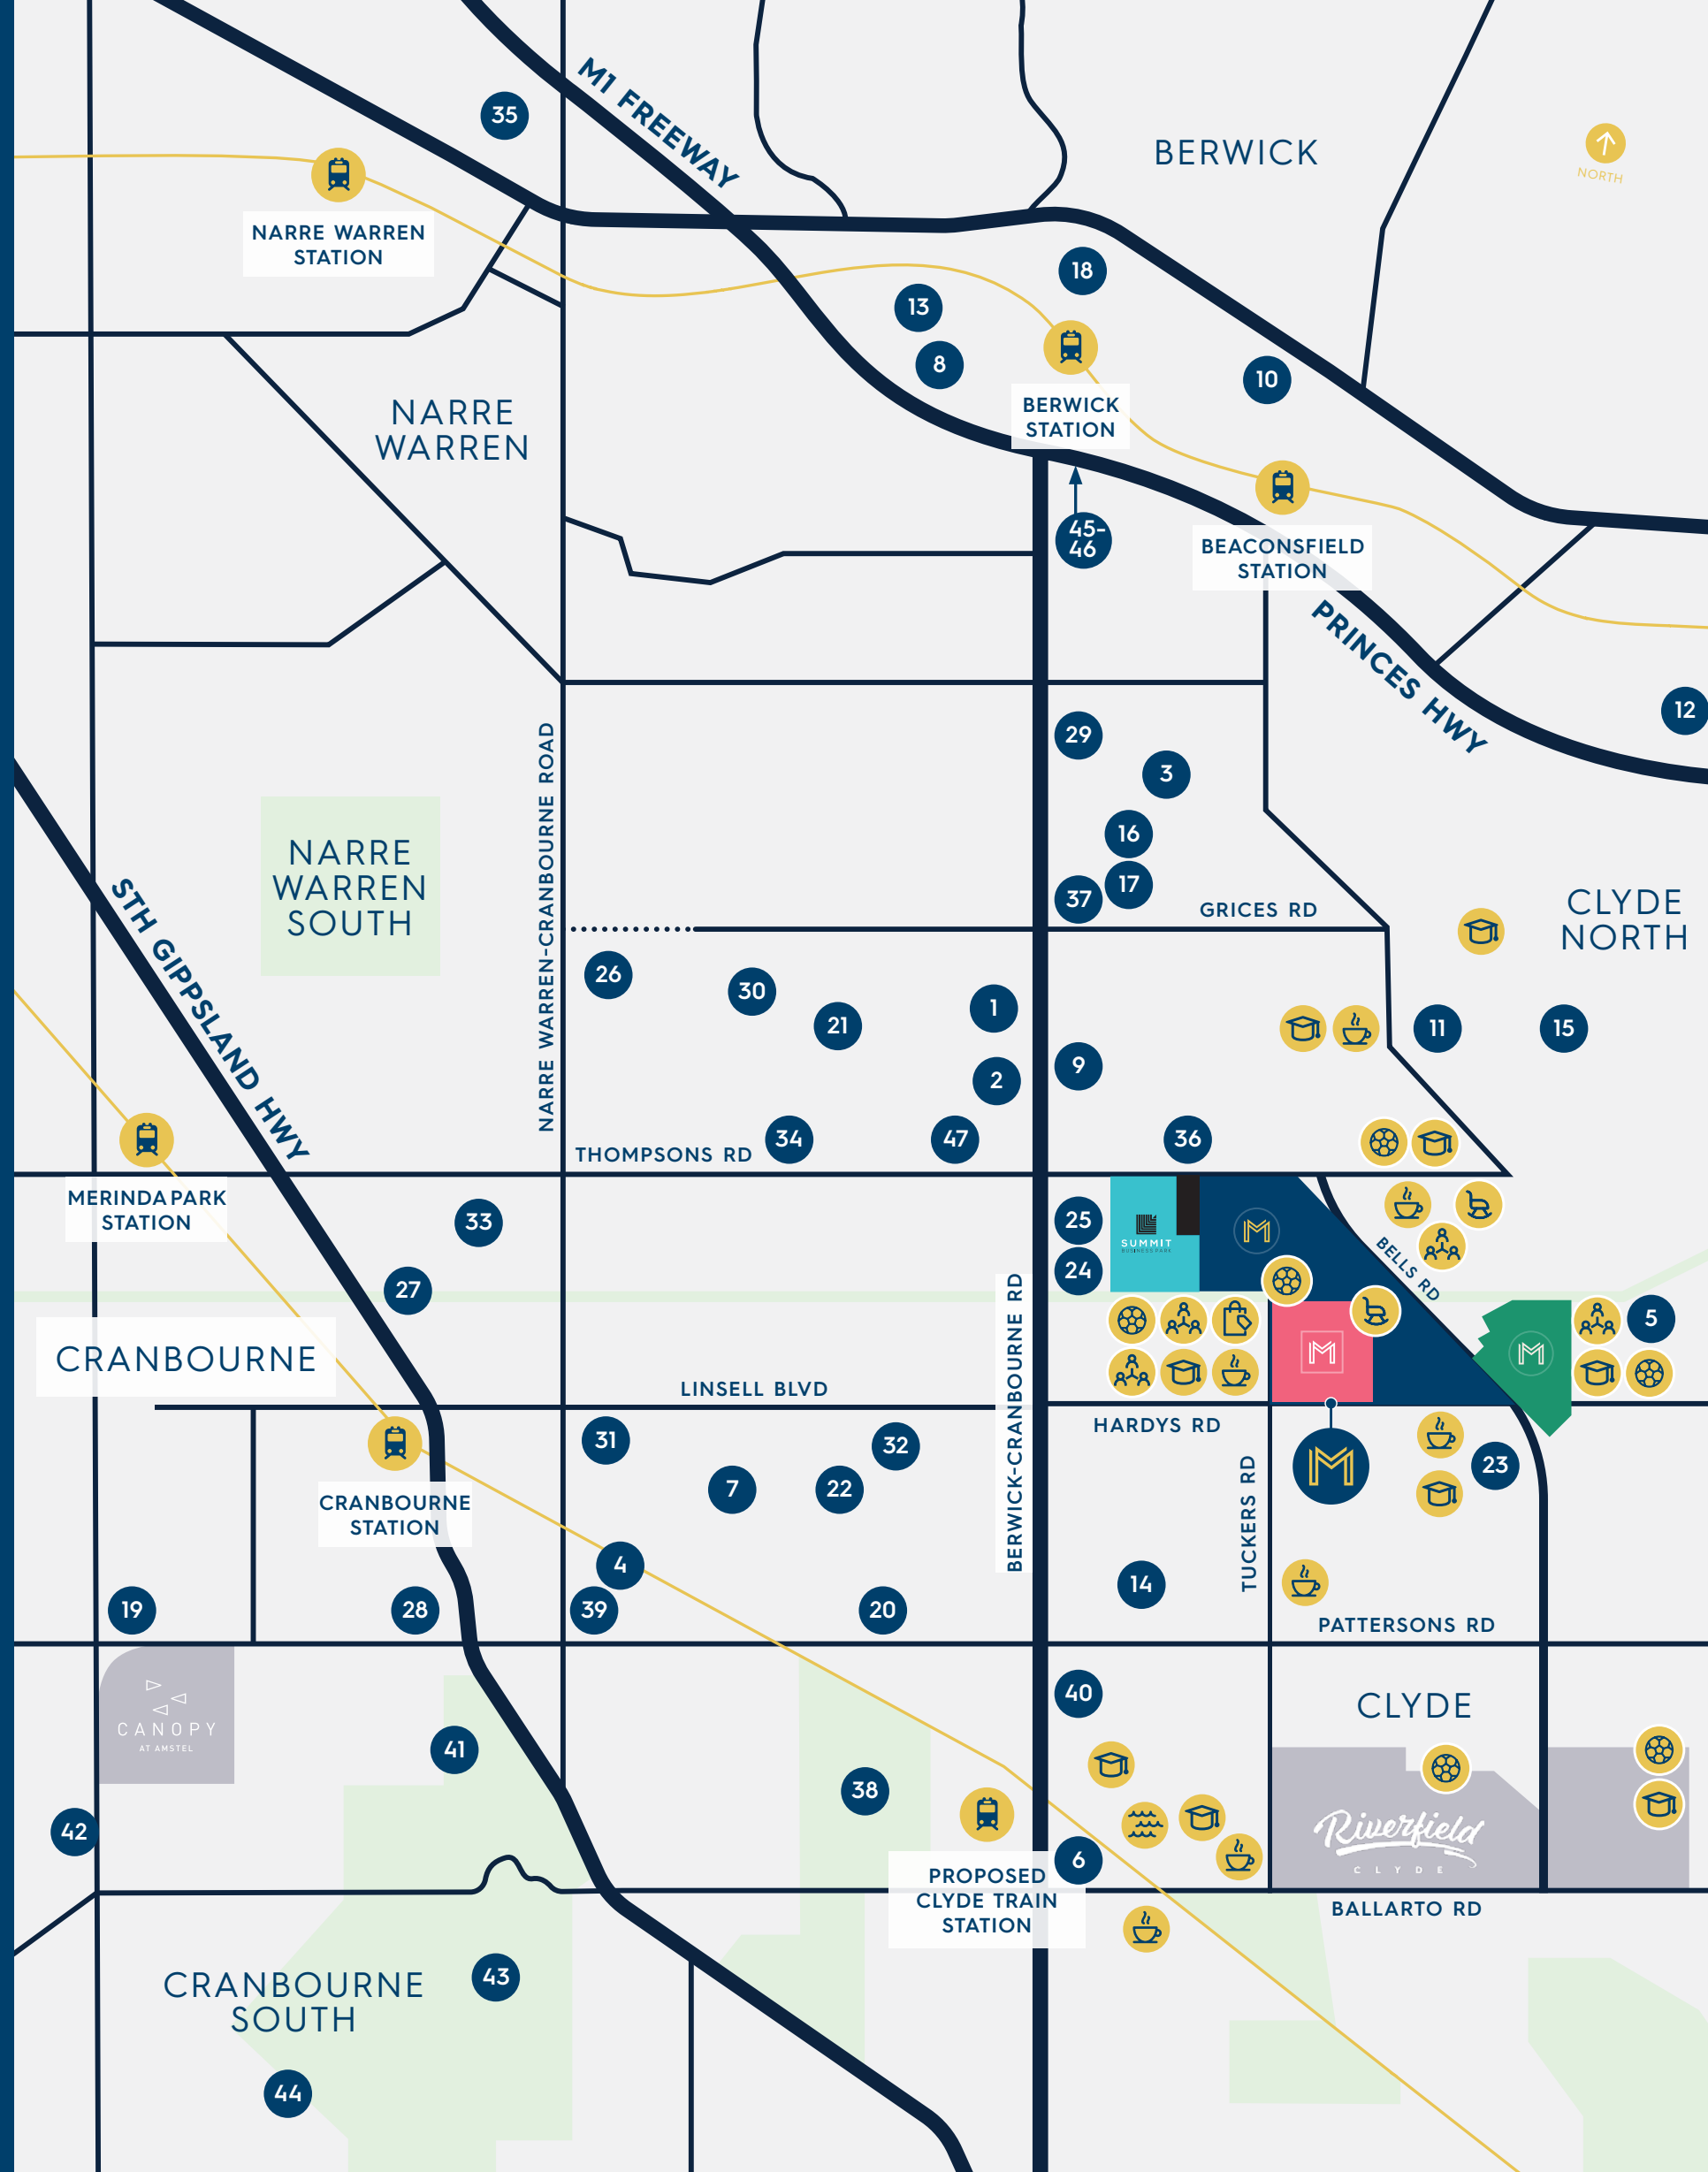 M1 FREEWAY
35
BERWICK
NORTH
NARRE WARREN
STATION
18
13
8
10
BERWICK
STATION
NARRE
WARREN
45-
46
BEACONSFIELD
STATION
PRINCES HWY
12
29
3
16
17
37
NARRE
WARREN
SOUTH
NARRE WARREN-CRANBOURNE ROAD
STH GIPPSLAND HWY
GRICES RD
CLYDE
NORTH
26
30
21
1
2
9
11
15
34
47
36
THOMPSONS RD
MERINDA PARK
STATION
33
27
25
24
SUMMIT
BUSINESS PARK
M
BELLS RD
M
M
5
CRANBOURNE
LINSELL BLVD
BERWICK-CRANBOURNE RD
HARDYS RD
31
32
7
22
M
23
CRANBOURNE
STATION
TUCKERS RD
4
14
19
28
39
20
PATTERSONS RD
CANOPY
AT AMSTEL
40
CLYDE
41
38
42
Riverfield
CLYDE
6
PROPOSED
CLYDE TRAIN
STATION
BALLARTO RD
43
CRANBOURNE
SOUTH
44